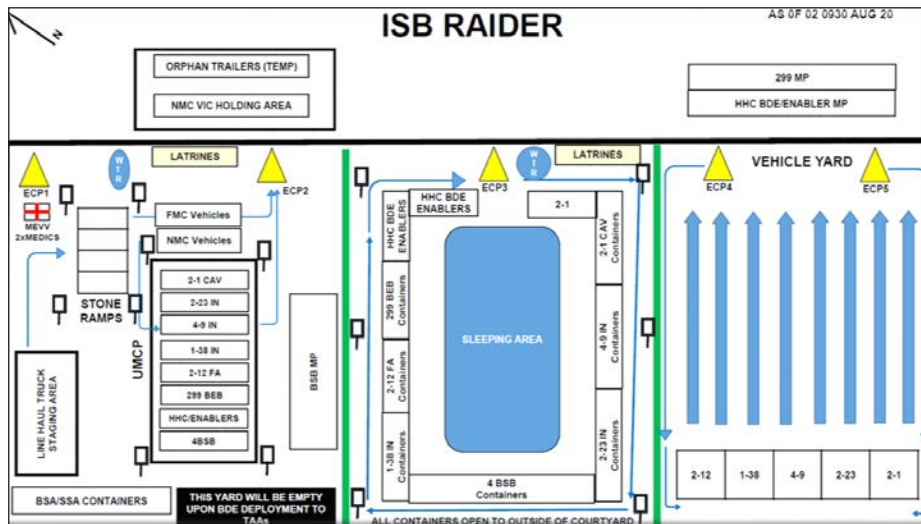 AS OF 02 0930 AUG 20
ISB RAIDER
N
ORPHAN TRAILERS (TEMP)
NMC VIC HOLDING AREA
299 MP
HHC BDE/ENABLER MP
ECP1
MEVV
2xMEDICS
WTR
LATRINES
ECP2
FMC Vehicles
NMC Vehicles
STONE
RAMPS
UMCP
2-1 CAV
2-23 IN
4-9 IN
1-38 IN
2-12 FA
299 BEB
HHC/ENABLERS
4BSB
BSB MP
LINE HAUL TRUCK
STAGING AREA
BSA/SSA CONTAINERS
THIS YARD WILL BE EMPTY
UPON BDE DEPLOYMENT TO
TAAs
ECP3
WTR
LATRINES
HHC BDE
ENABLERS
2-1
HHC BDE
ENABLERS
299 BEB
Containers
2-12 FA
Containers
1-38 IN
Containers
SLEEPING AREA
2-1 CAV
Containers
4-9 IN
Containers
2-23 IN
Containers
4 BSB
Containers
ALL CONTAINERS OPEN TO OUTSIDE OF COURTYARD
ECP4
VEHICLE YARD
ECP5
2-12
1-38
4-9
2-23
2-1